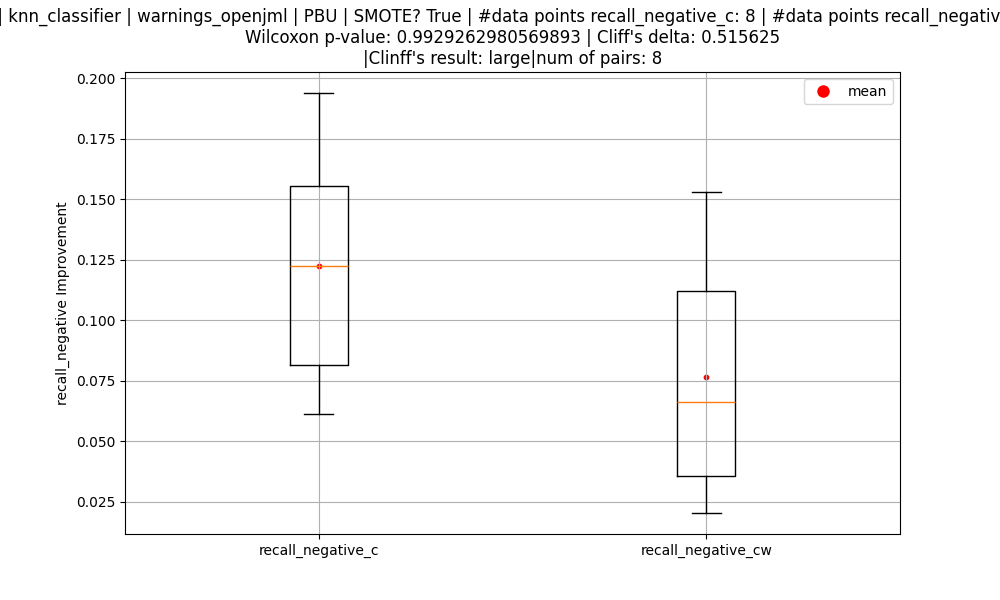 | knn_classifier | warnings_openjml | PBU | SMOTE? True | #data points recall_negative_c: 8 | #data points recall_negativ
Wilcoxon p-value: 0.9929262980569893 | Cliff's delta: 0.515625
|Clinff's result: large|num of pairs: 8
mean
0.200
0.175
0.150
0.125
0.100
0.075
0.050
0.025
recall_negative Improvement
recall_negative_c
recall_negative_cw